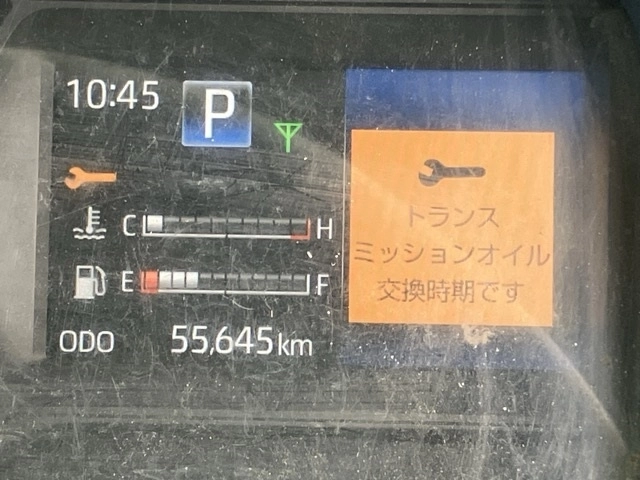 10:45
P
C H
E F
ODO 55,645km
トランス
ミッションオイル
交換時期です